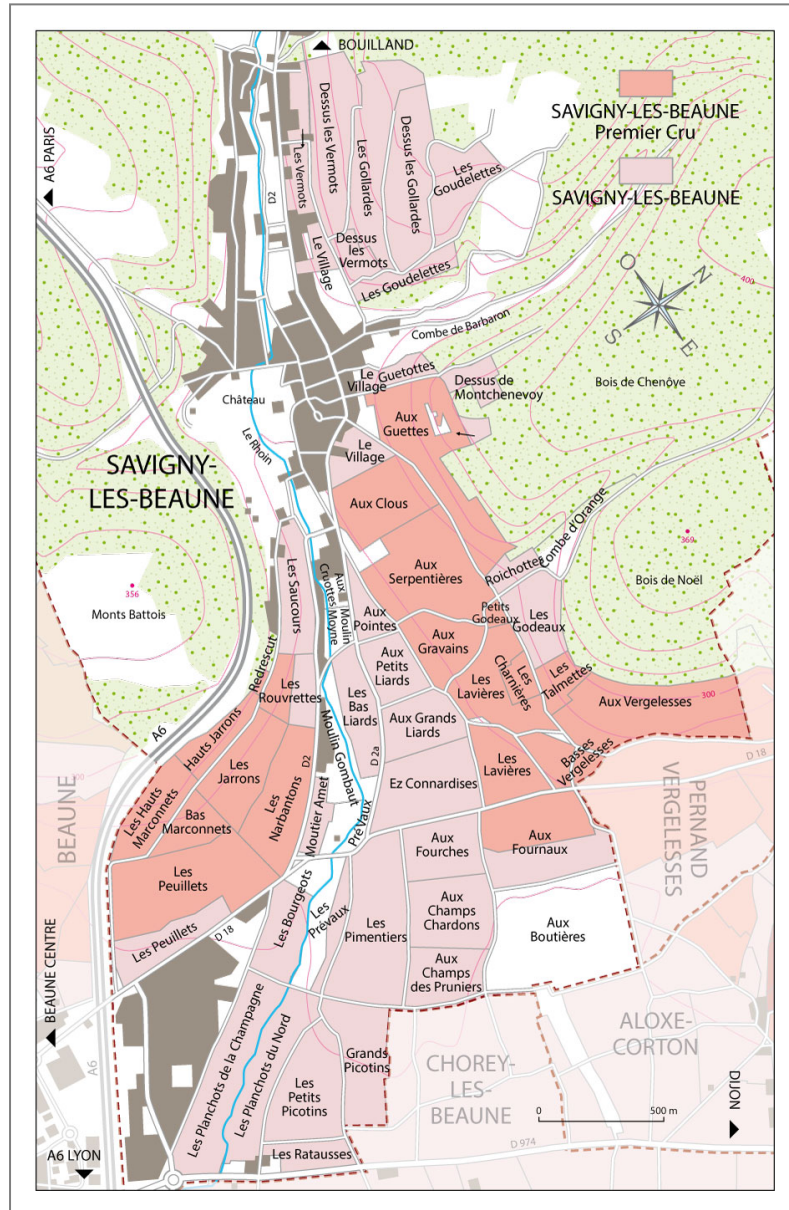 BOUILLAND
A6 PARIS
SAVIGNY-LES-BEAUNE
Premier Cru
SAVIGNY-LES-BEAUNE
Les Vermots
Dessus les Vermots
Les Gollardes
Dessus les Gollardes
Les
Goudelettes
D2
Le Village
Dessus
les
Vermots
Les Goudelettes
400
O
N
S
E
Combe de Barbaron
Bois de Chenôve
Le
Village
Guetottes
Dessus de
Montchenevoy
Château
Aux
Guettes
Le Rhoin
Le
Village
SAVIGNY-
LES-BEAUNE
Aux Clous
Combe d'Orange
369
Bois de Noël
Aux
Serpentières
Roichottes
356
Monts Battois
Les Saucours
Aux
Cruottes
Moulin
Moyne
Aux
Pointes
Petits
Godeaux
Les
Godeaux
Redrescut
Aux
Gravains
Aux
Petits
Liards
Les
Rouvrettes
Les
Lavières
Les
Charnières
Les
Talmettes
300
Aux Vergelesses
Les
Bas
Liards
Aux Grands
Liards
A6
Hauts Jarrons
Moulin Gombaut
D 2a
Basses
Vergelesses
D 18
Les
Jarrons
D2
Les
Lavières
Les Hauts
Marconnets
Les
Narbantons
Ez Connardises
BEAUNE
PERNAND
VERGELESSES
Bas
Marconnets
Moutier Amet
Prévaux
Aux
Fourches
Aux
Fournaux
Les
Peuillets
Les Bourgeots
Les
Prévaux
Les
Pimentiers
Aux
Champs
Chardons
Aux
Boutières
Les Peuillets
D 18
Aux
Champs
des Pruniers
BEAUNE CENTRE
A6
Les Planchots de la Champagne
Les Planchots du Nord
Grands
Picotins
ALOXE-
CORTON
CHOREY-
LES-
BEAUNE
Les
Petits
Picotins
0
500 m
DIJON
D 974
Les Ratausses
A6 LYON